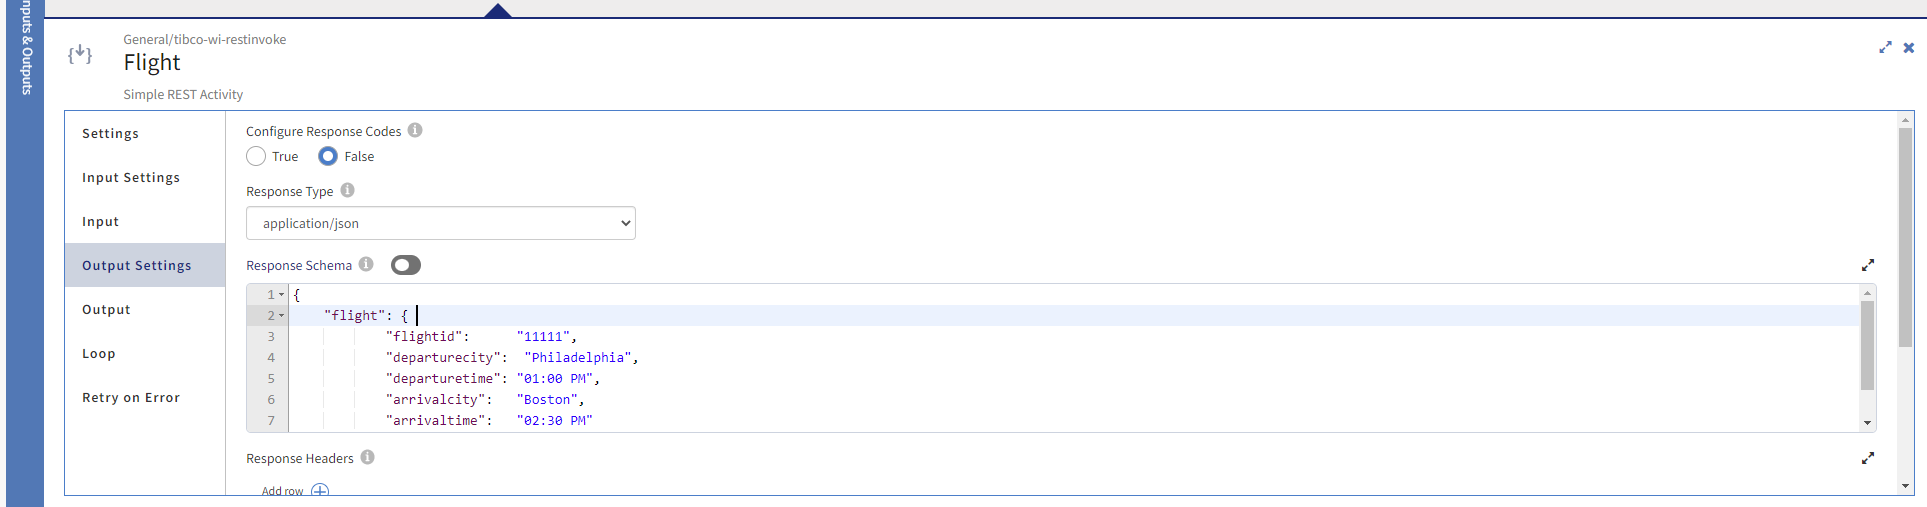 nputs & Outputs
General/tibco-wi-restinvoke
Flight
Simple REST Activity
Settings
Input Settings
Input
Output Settings
Output
Loop
Retry on Error
Configure Response Codes
True False
Response Type
application/json
Response Schema
1 {
2 "flight": {
3 "flightid": "11111",
4 "departurecity": "Philadelphia",
5 "departuretime": "01:00 PM",
6 "arrivalcity": "Boston",
7 "arrivaltime": "02:30 PM"
Response Headers
Add row